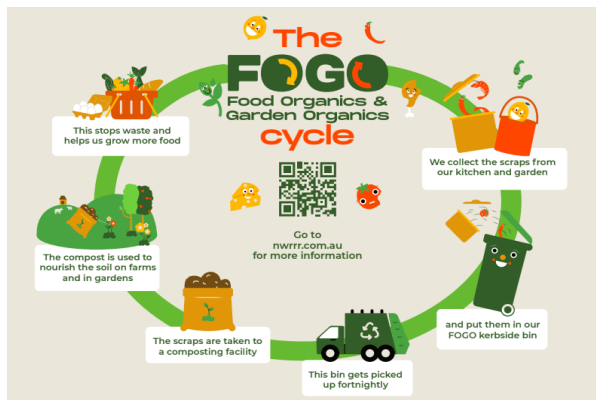 The
FOGO
Food Organics &
Garden Organics
cycle
We collect the scraps from
our kitchen and garden
and put them in our
FOGO kerbside bin
This bin gets picked
up fortnightly
The scraps are taken to
a composting facility
The compost is used to
nourish the soil on farms
and in gardens
This stops waste and
helps us grow more food
Go to
nwrrr.com.au
for more information